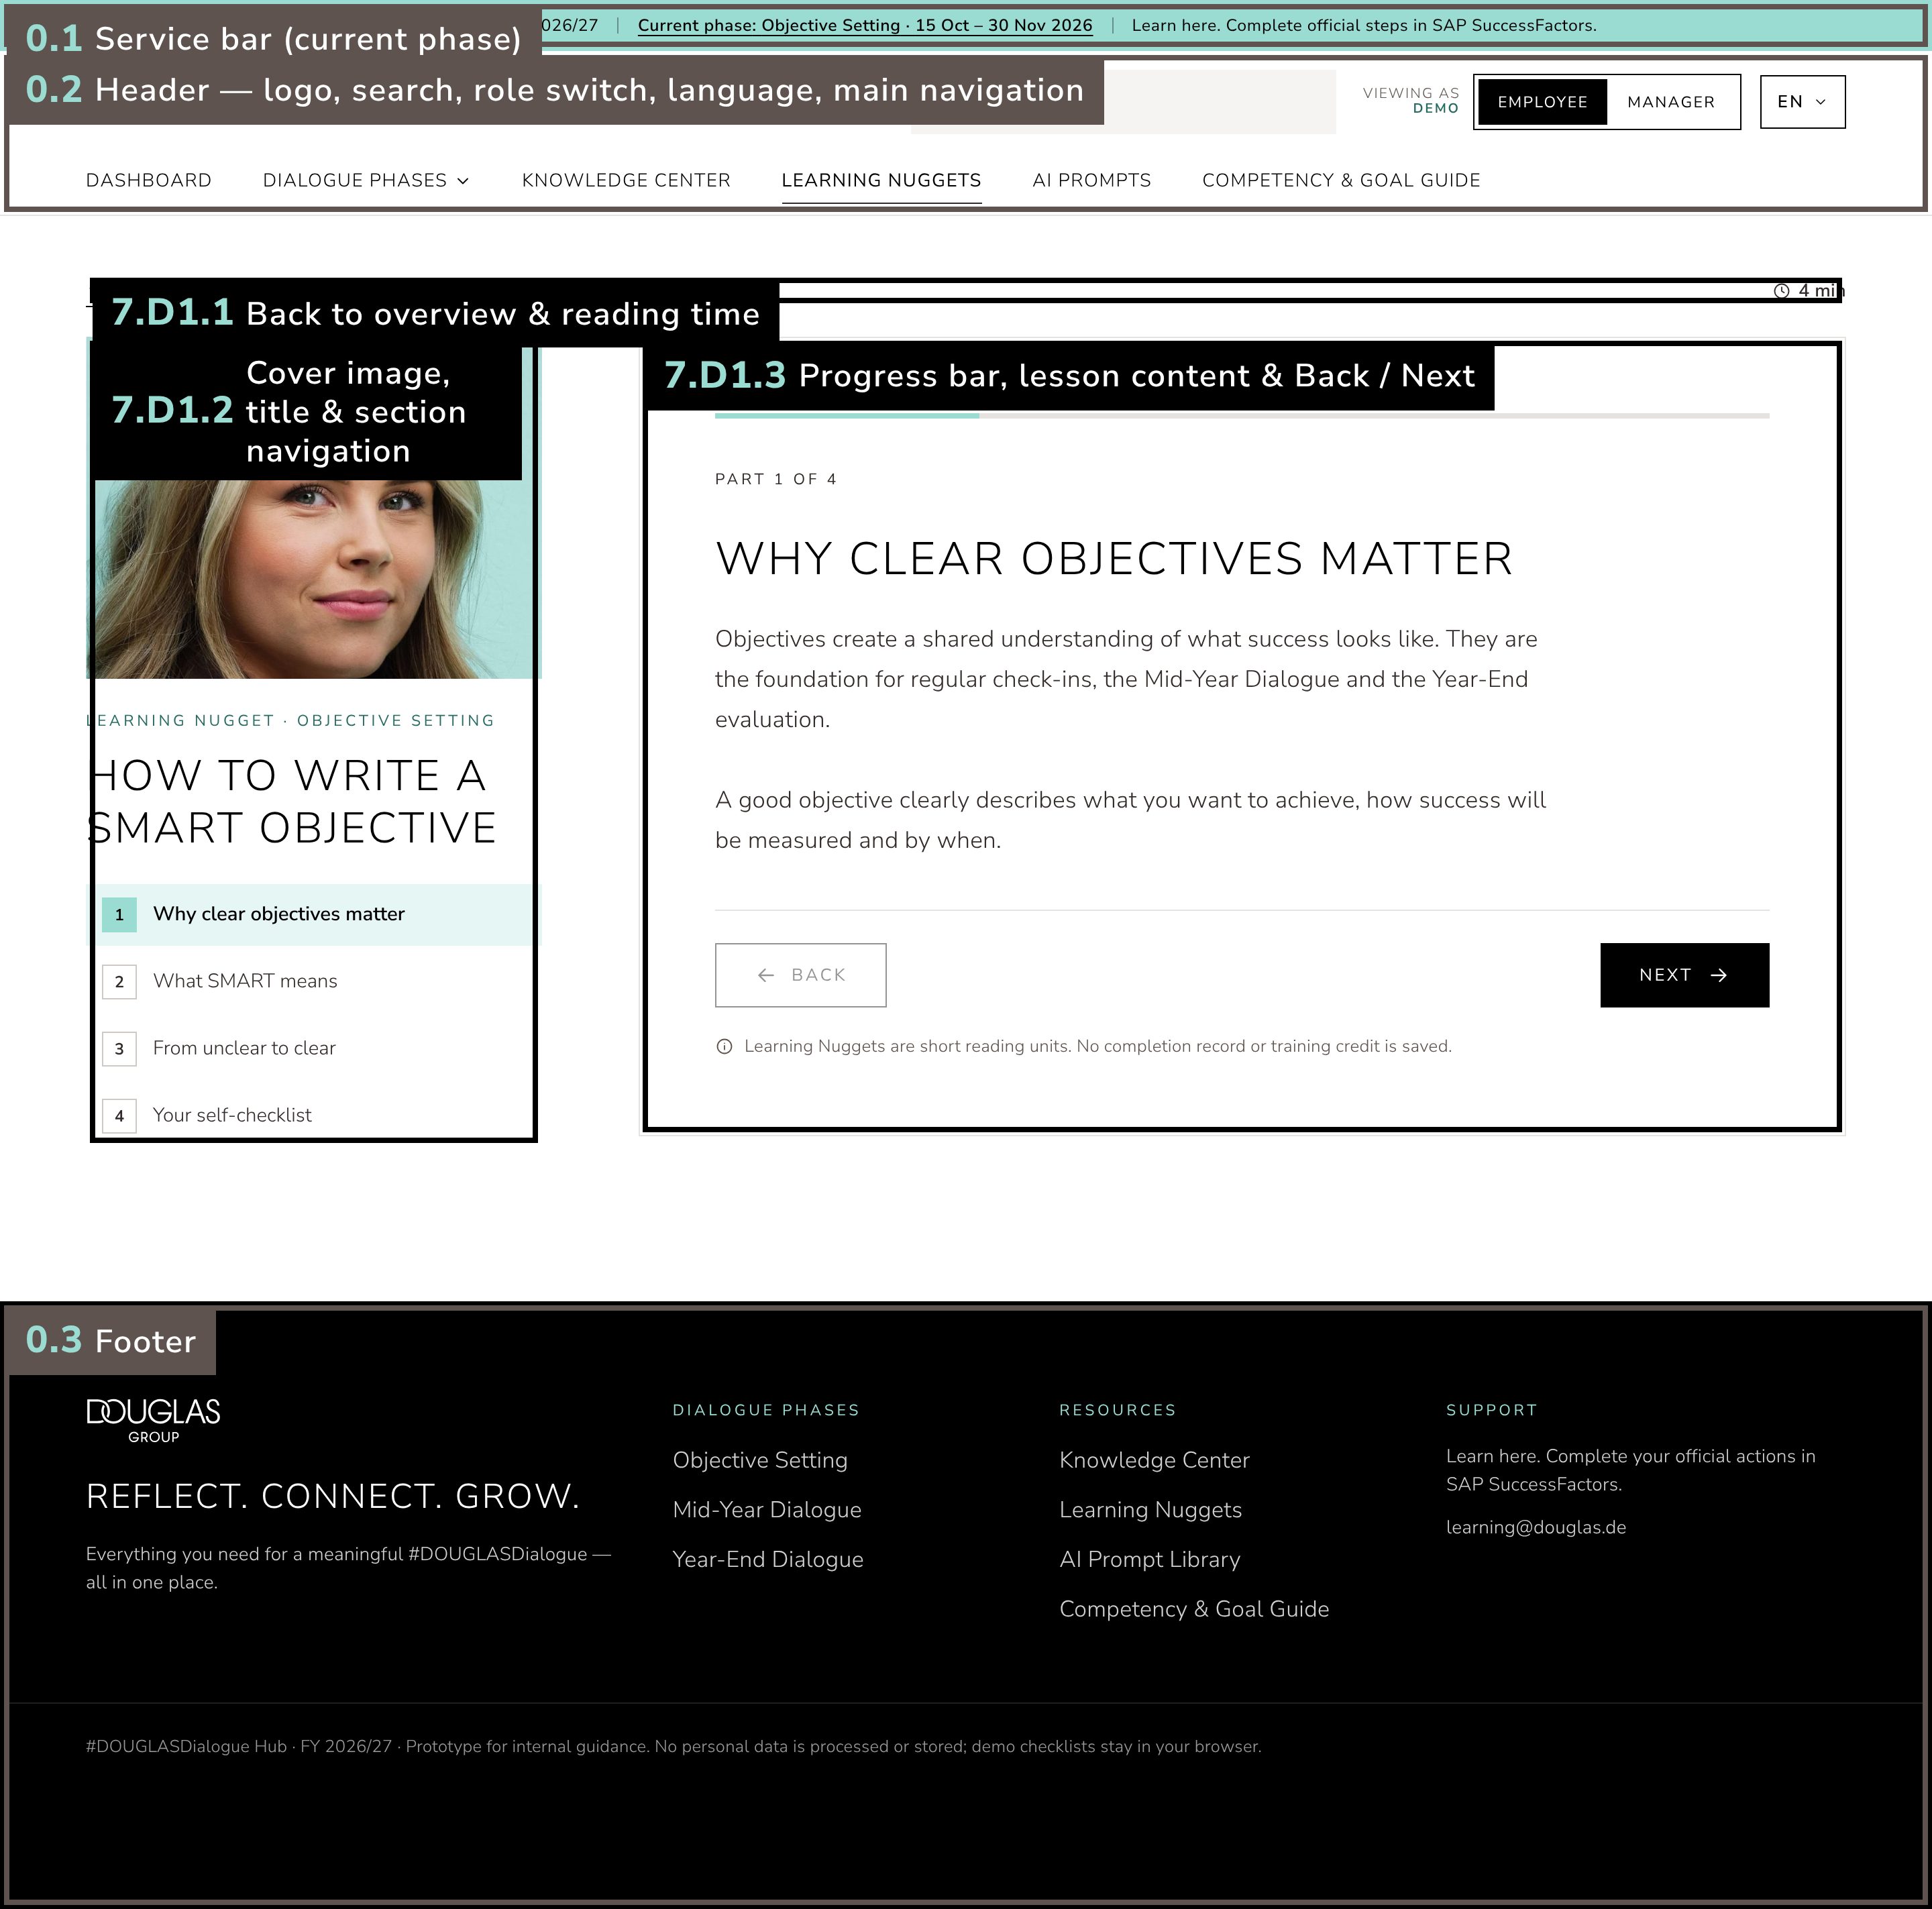 0.1 Service bar (current phase)
026/27
Current phase: Objective Setting · 15 Oct – 30 Nov 2026
Learn here. Complete official steps in SAP SuccessFactors.
0.2 Header — logo, search, role switch, language, main navigation
VIEWING AS
DEMO
EMPLOYEE
MANAGER
EN
DASHBOARD
DIALOGUE PHASES
KNOWLEDGE CENTER
LEARNING NUGGETS
AI PROMPTS
COMPETENCY & GOAL GUIDE
7.D1.1 Back to overview & reading time
4 min
7.D1.2 Cover image,
title & section
navigation
LEARNING NUGGET · OBJECTIVE SETTING
HOW TO WRITE A
SMART OBJECTIVE
1 Why clear objectives matter
2 What SMART means
3 From unclear to clear
4 Your self-checklist
7.D1.3 Progress bar, lesson content & Back / Next
PART 1 OF 4
WHY CLEAR OBJECTIVES MATTER
Objectives create a shared understanding of what success looks like. They are
the foundation for regular check-ins, the Mid-Year Dialogue and the Year-End
evaluation.
A good objective clearly describes what you want to achieve, how success will
be measured and by when.
← BACK
NEXT →
Learning Nuggets are short reading units. No completion record or training credit is saved.
0.3 Footer
DOUGLAS
GROUP
REFLECT. CONNECT. GROW.
Everything you need for a meaningful #DOUGLASDialogue —
all in one place.
DIALOGUE PHASES
Objective Setting
Mid-Year Dialogue
Year-End Dialogue
RESOURCES
Knowledge Center
Learning Nuggets
AI Prompt Library
Competency & Goal Guide
SUPPORT
Learn here. Complete your official actions in
SAP SuccessFactors.
learning@douglas.de
#DOUGLASDialogue Hub · FY 2026/27 · Prototype for internal guidance. No personal data is processed or stored; demo checklists stay in your browser.